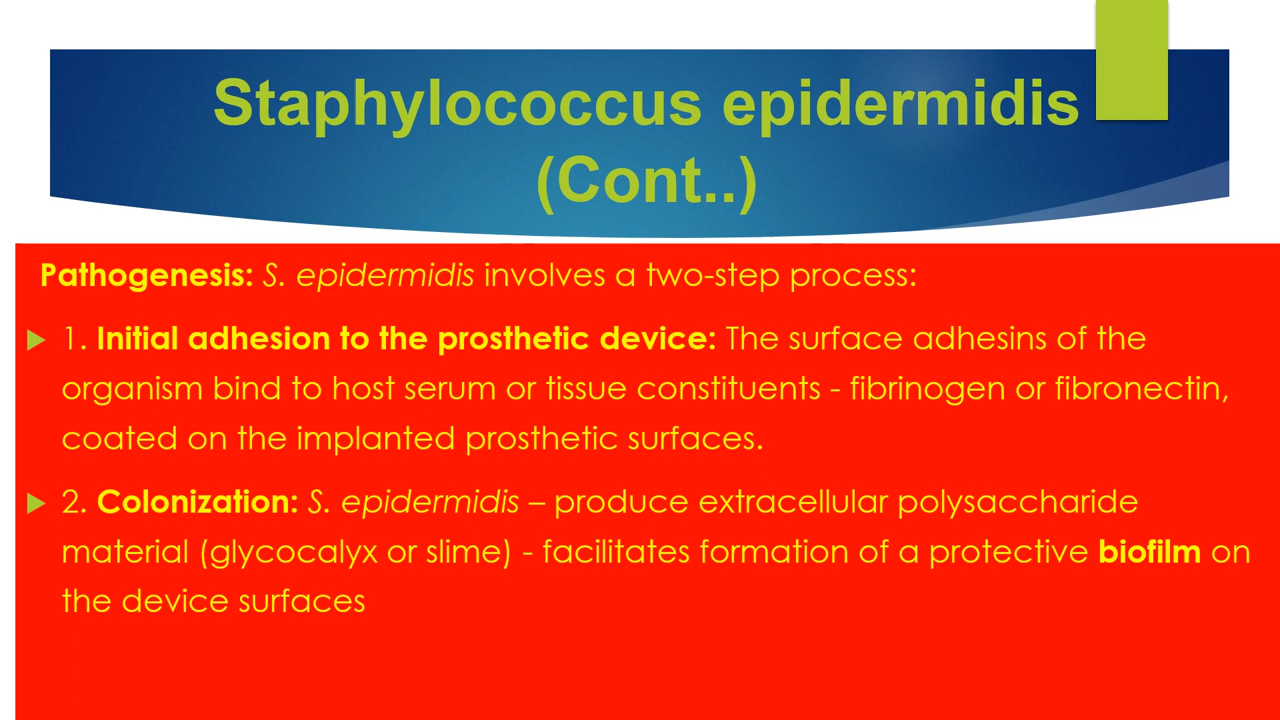 Staphylococcus epidermidis
(Cont..)
Pathogenesis: S. epidermidis involves a two-step process:
1. Initial adhesion to the prosthetic device: The surface adhesins of the
organism bind to host serum or tissue constituents - fibrinogen or fibronectin,
coated on the implanted prosthetic surfaces.
2. Colonization: S. epidermidis – produce extracellular polysaccharide
material (glycocalyx or slime) - facilitates formation of a protective biofilm on
the device surfaces